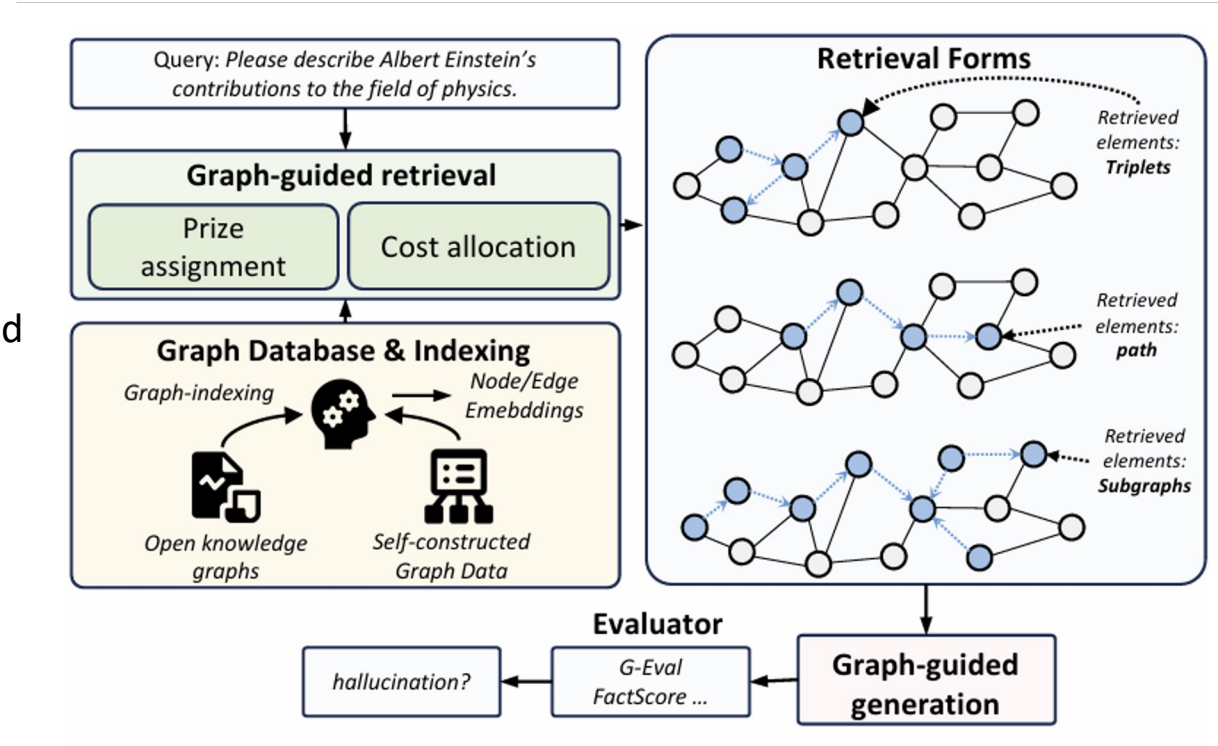 Query: Please describe Albert Einstein's
contributions to the field of physics.
Graph-guided retrieval
Prize
assignment
Cost allocation
d
Graph Database & Indexing
Graph-indexing
Node/Edge
Emebddings
Open knowledge
graphs
Self-constructed
Graph Data
Retrieval Forms
Retrieved
elements:
Triplets
Retrieved
elements:
path
Retrieved
elements:
Subgraphs
Graph-guided
generation
Evaluator
G-Eval
FactScore ...
hallucination?